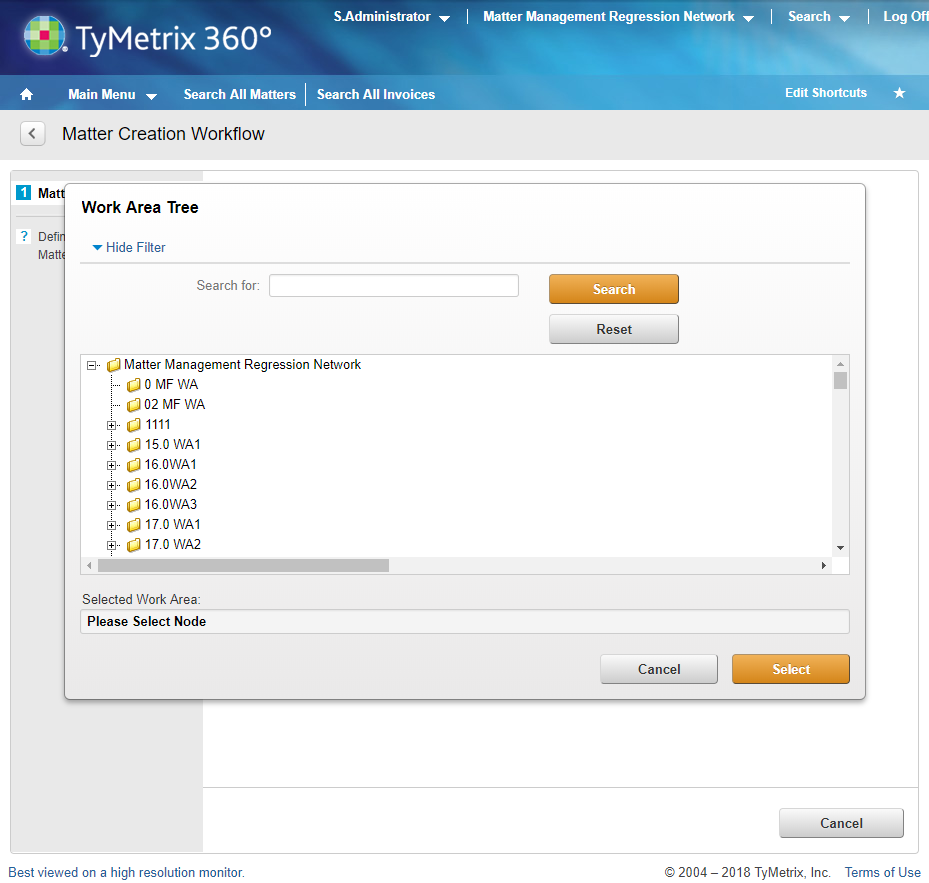 S.Administrator | Matter Management Regression Network | Search | Log Off
TyMetrix 360°
Main Menu Search All Matters | Search All Invoices Edit Shortcuts
Matter Creation Workflow
1 Matt
Work Area Tree
? Defin
Matte
Hide Filter
Search for: Search
Reset
Matter Management Regression Network
0 MF WA
02 MF WA
1111
15.0 WA1
16.0WA1
16.0WA2
16.0WA3
17.0 WA1
17.0 WA2
Selected Work Area:
Please Select Node
Cancel Select
Cancel
Best viewed on a high resolution monitor. © 2004 – 2018 TyMetrix, Inc. Terms of Use